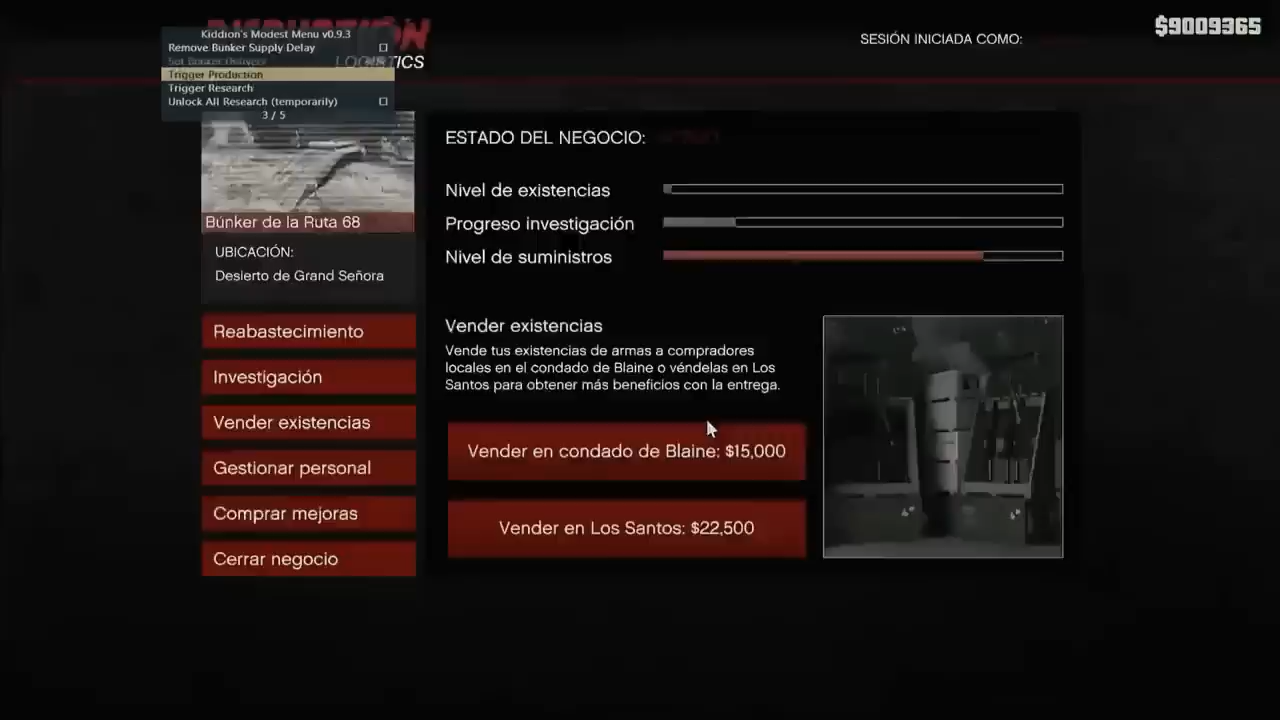 Kiddion's Modest Menu v0.9.3
Remove Bunker Supply Delay
Trigger Production
Trigger Research
Unlock All Research (temporarily)
3 / 5
LOGISTICS
SESIÓN INICIADA COMO:
$9009365
Búnker de la Ruta 68
UBICACIÓN:
Desierto de Grand Señora
Reabastecimiento
Investigación
Vender existencias
Gestionar personal
Comprar mejoras
Cerrar negocio
ESTADO DEL NEGOCIO:
Nivel de existencias
Progreso investigación
Nivel de suministros
Vender existencias
Vende tus existencias de armas a compradores
locales en el condado de Blaine o véndelas en Los
Santos para obtener más beneficios con la entrega.
Vender en condado de Blaine: $15,000
Vender en Los Santos: $22,500